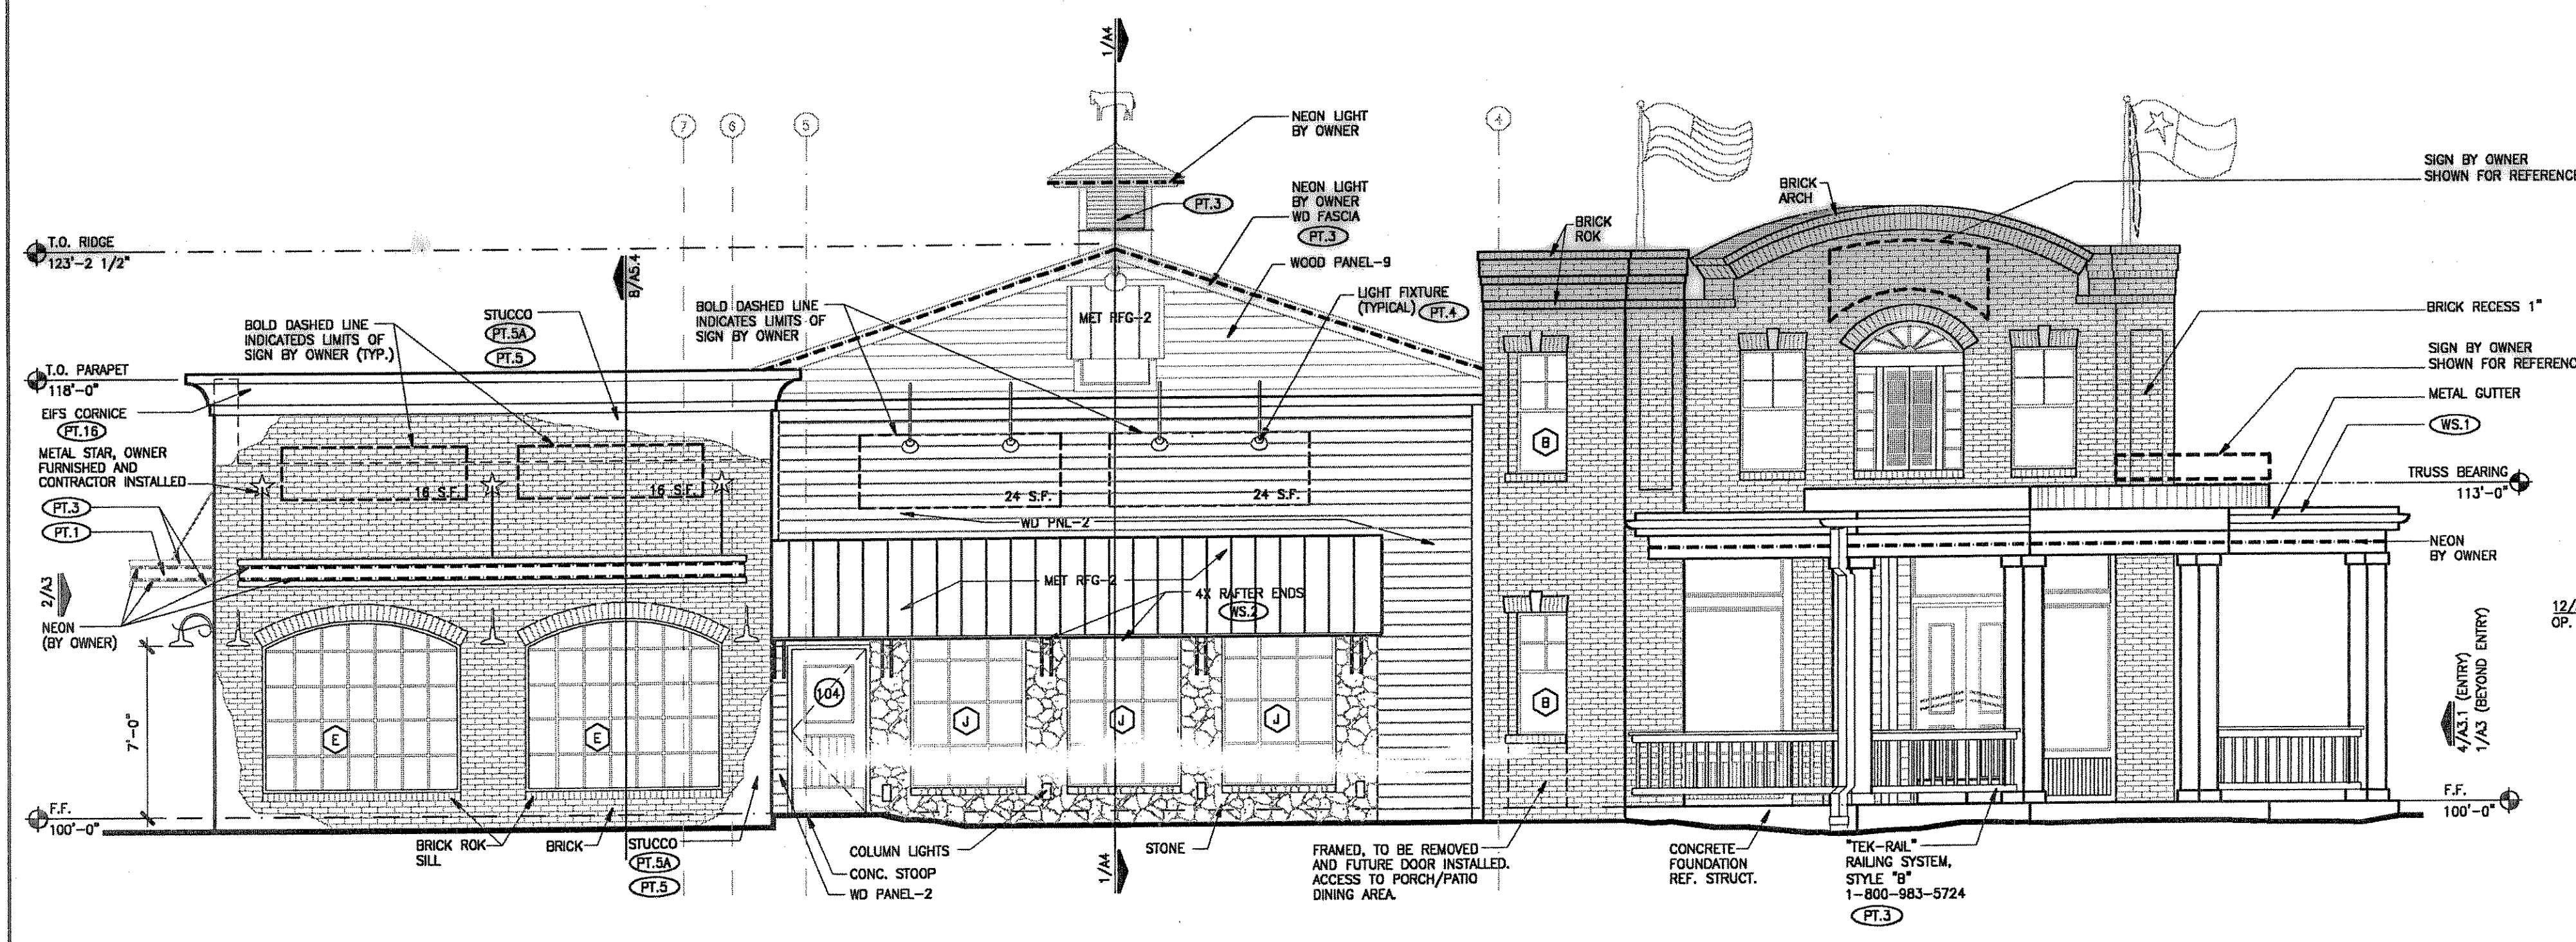 1/A4
7
6
5
4
NEON LIGHT
BY OWNER
NEON LIGHT
BY OWNER
WD FASCIA
PT.3
PT.3
WOOD PANEL-9
LIGHT FIXTURE
(TYPICAL)
PT.4
BRICK
ROK
BRICK
ARCH
SIGN BY OWNER
SHOWN FOR REFERENCE
T.O. RIDGE
123'-2 1/2"
8/A5.4
STUCCO
PT.5A
PT.5
BOLD DASHED LINE
INDICATEDS LIMITS OF
SIGN BY OWNER (TYP.)
BOLD DASHED LINE
INDICATES LIMITS OF
SIGN BY OWNER
MET RFG-2
BRICK RECESS 1"
SIGN BY OWNER
SHOWN FOR REFERENCE
METAL GUTTER
WS.1
T.O. PARAPET
118'-0"
EIFS CORNICE
PT.16
METAL STAR, OWNER
FURNISHED AND
CONTRACTOR INSTALLED
PT.3
PT.1
16 S.F.
16 S.F.
24 S.F.
24 S.F.
WD PNL-2
B
TRUSS BEARING
113'-0"
NEON
BY OWNER
2/A3
NEON
(BY OWNER)
MET RFG-2
4X RAFTER ENDS
WS.2
7'-0"
E
E
104
J
J
J
B
4/A3.1 (ENTRY)
1/A3 (BEYOND ENTRY)
12/
OP.
F.F.
100'-0"
F.F.
100'-0"
BRICK ROK
SILL
BRICK
STUCCO
PT.5A
PT.5
COLUMN LIGHTS
CONC. STOOP
WD PANEL-2
1/A4
STONE
FRAMED, TO BE REMOVED
AND FUTURE DOOR INSTALLED.
ACCESS TO PORCH/PATIO
DINING AREA.
CONCRETE
FOUNDATION
REF. STRUCT.
"TEK-RAIL"
RAILING SYSTEM,
STYLE "B"
1-800-983-5724
PT.3